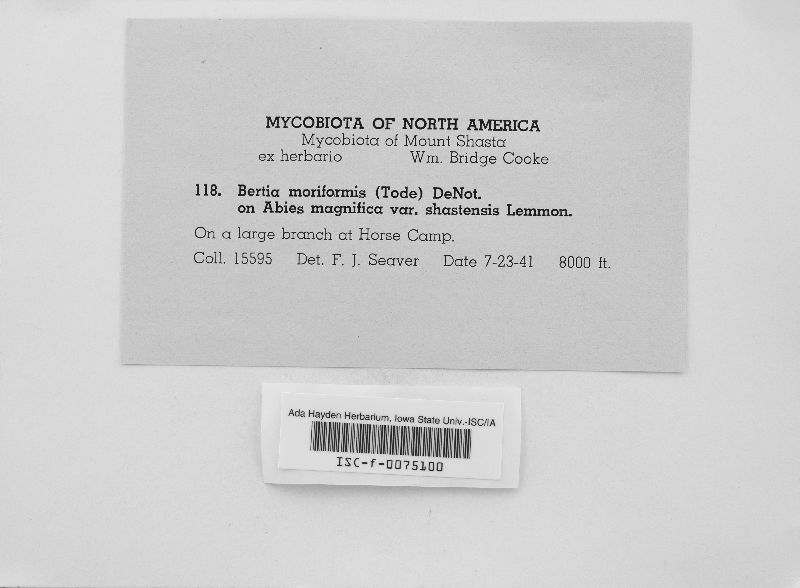 MYCOBIOTA OF NORTH AMERICA
Mycobiota of Mount Shasta
ex herbario Wm. Bridge Cooke
118. Bertia moriformis (Tode) DeNot.
on Abies magnifica var. shastensis Lemmon.
On a large branch at Horse Camp.
Coll. 15595 Det. F. J. Seaver Date 7-23-41 8000 ft.
Ada Hayden Herbarium, Iowa State Univ.-ISC/IA
ISC-f-0075100